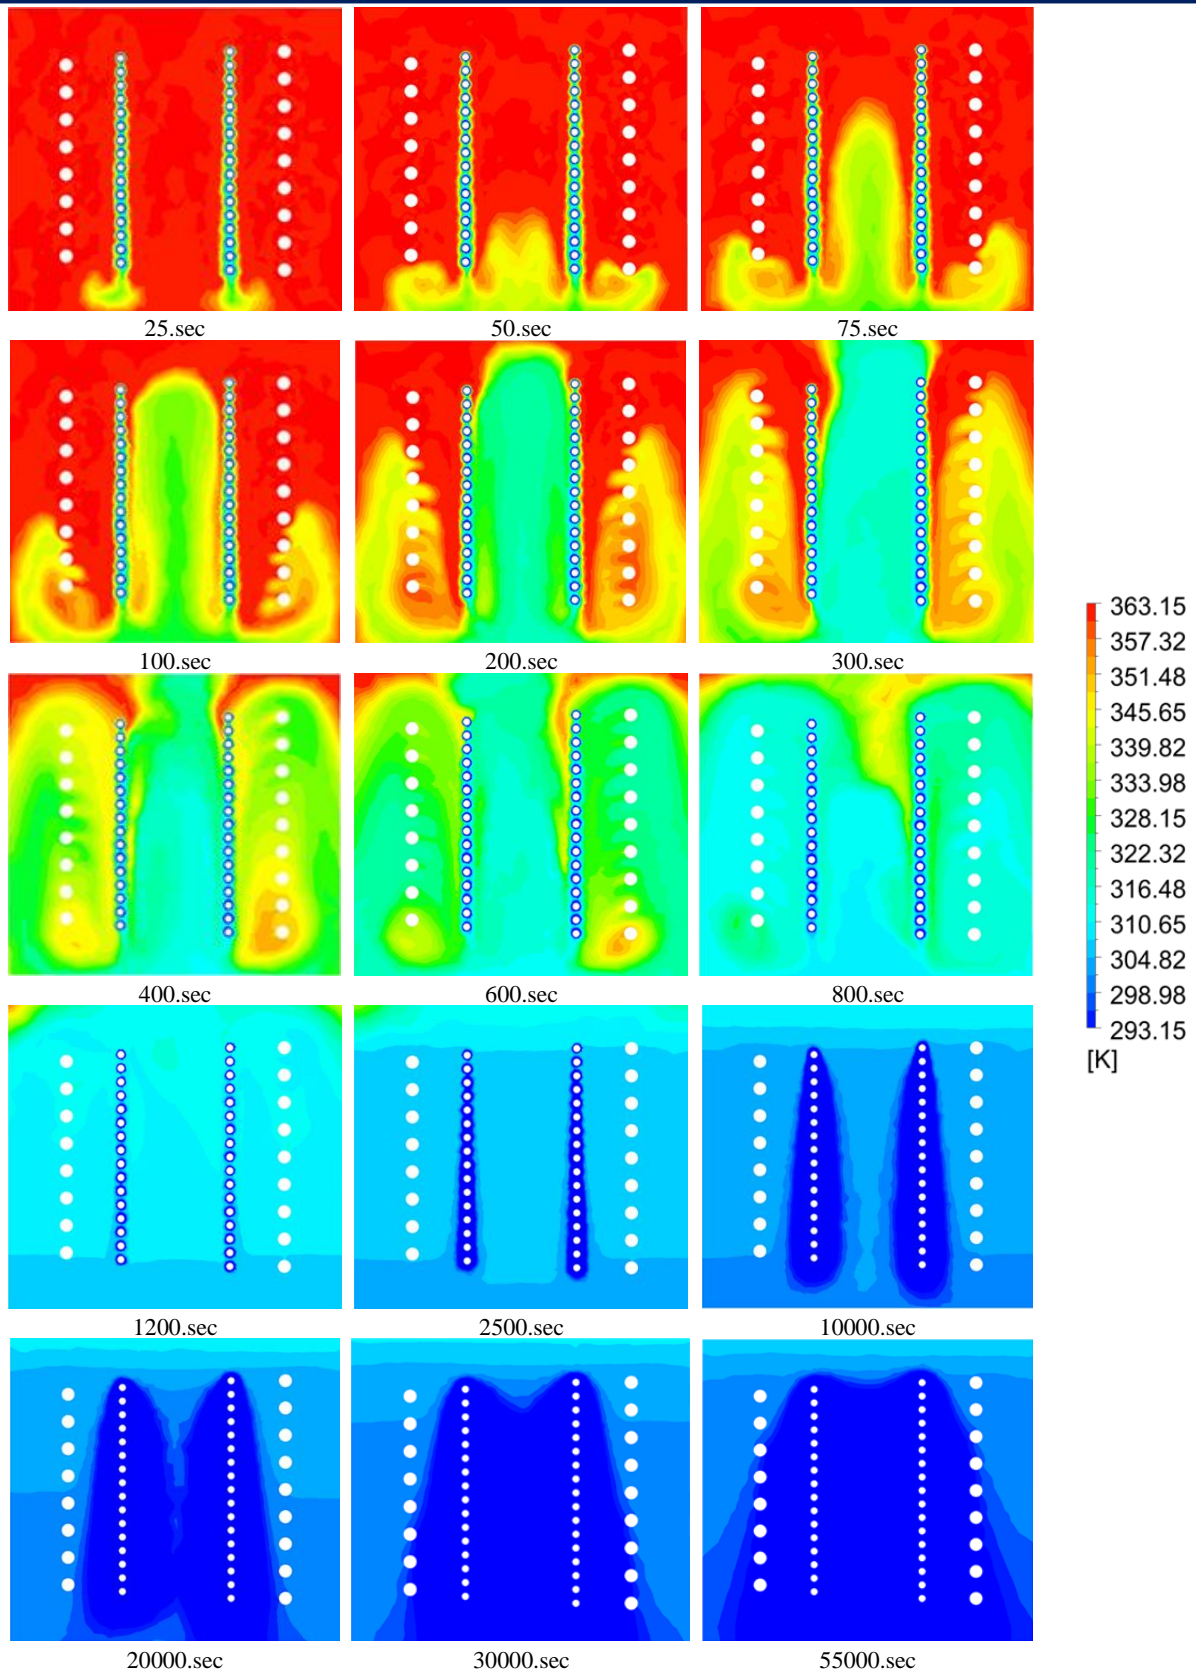 25.sec 50.sec 75.sec
100.sec 200.sec 300.sec
363.15
357.32
351.48
345.65
339.82
333.98
328.15
322.32
316.48
310.65
304.82
298.98
293.15
[K]
400.sec 600.sec 800.sec
1200.sec 2500.sec 10000.sec
20000.sec 30000.sec 55000.sec